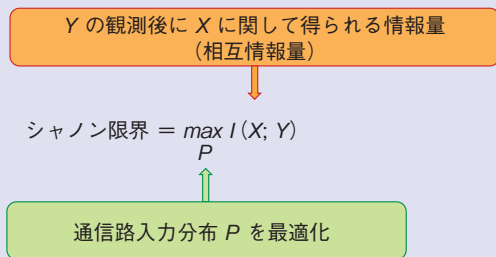 Y の観測後に X に関して得られる情報量
(相互情報量)
シャノン限界 = max I (X; Y)
P
通信路入力分布 P を最適化